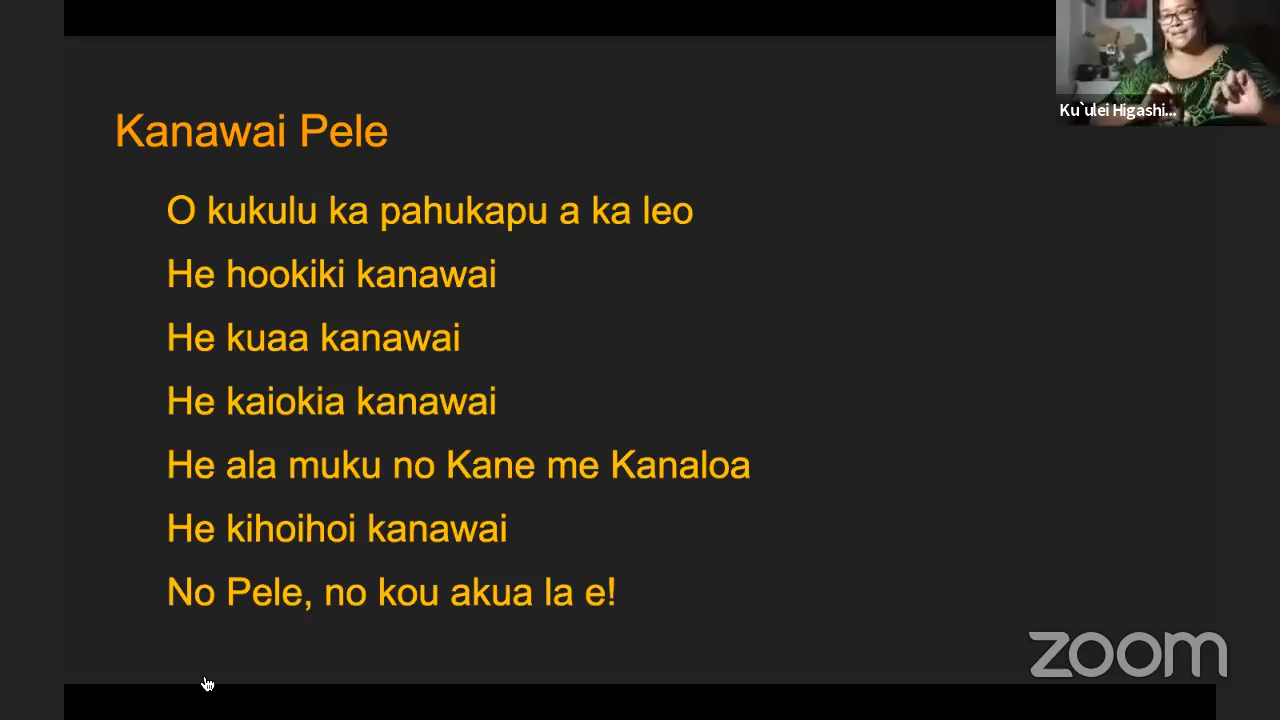 Kanawai Pele
O kukulu ka pahukapu a ka leo
He hookiki kanawai
He kuaa kanawai
He kaiokia kanawai
He ala muku no Kane me Kanaloa
He kihoihoi kanawai
No Pele, no kou akua la e!
Ku`ulei Higashi...
zoom